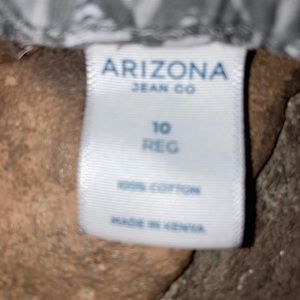 ARIZONA
JEAN CO
10
REG
100% COTTON
MADE IN KENYA